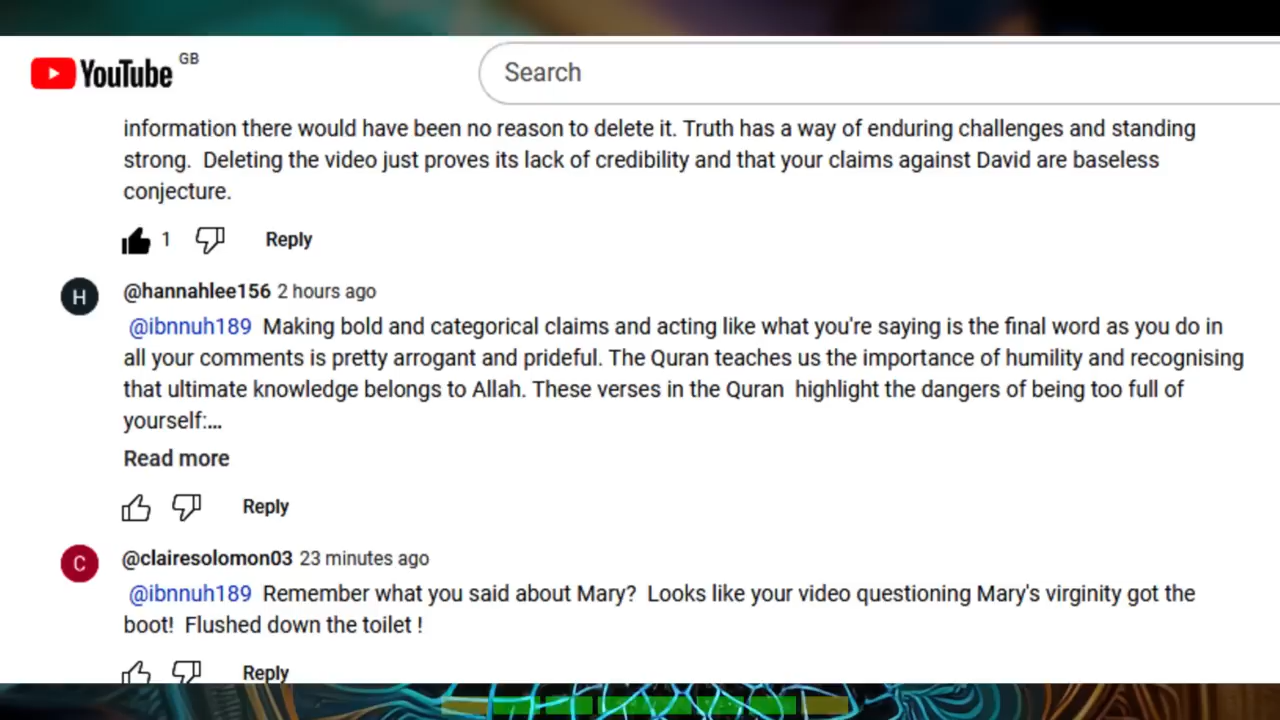 YouTube GB
Search
information there would have been no reason to delete it. Truth has a way of enduring challenges and standing
strong.  Deleting the video just proves its lack of credibility and that your claims against David are baseless
conjecture.
1 Reply
H @hannahlee156 2 hours ago
@ibnnuh189  Making bold and categorical claims and acting like what you're saying is the final word as you do in
all your comments is pretty arrogant and prideful. The Quran teaches us the importance of humility and recognising
that ultimate knowledge belongs to Allah. These verses in the Quran  highlight the dangers of being too full of
yourself:...
Read more
Reply
C @clairesolomon03 23 minutes ago
@ibnnuh189  Remember what you said about Mary?  Looks like your video questioning Mary's virginity got the
boot!  Flushed down the toilet !
Reply